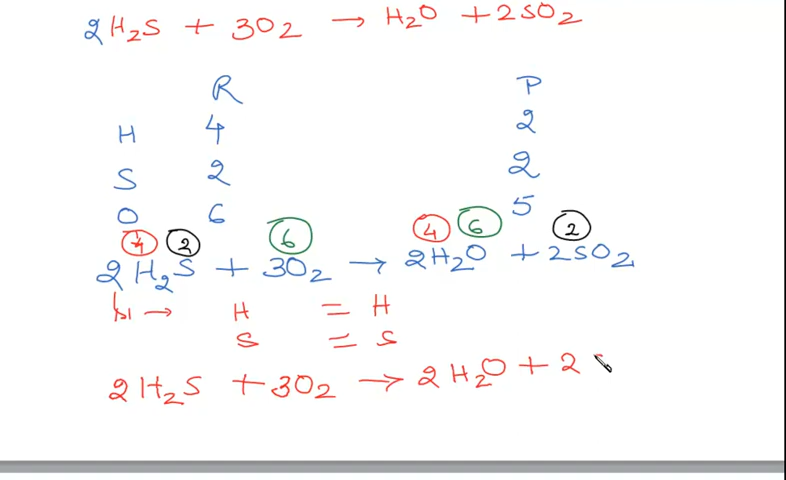 2H₂S + 3O₂ → H₂O + 2SO₂
R P
H 4 2
S 2 2
O 6 5
4 2 6 4 6 2
2H₂S + 3O₂ → 2H₂O + 2SO₂
→ H = H
S = S
2H₂S + 3O₂ → 2H₂O + 2